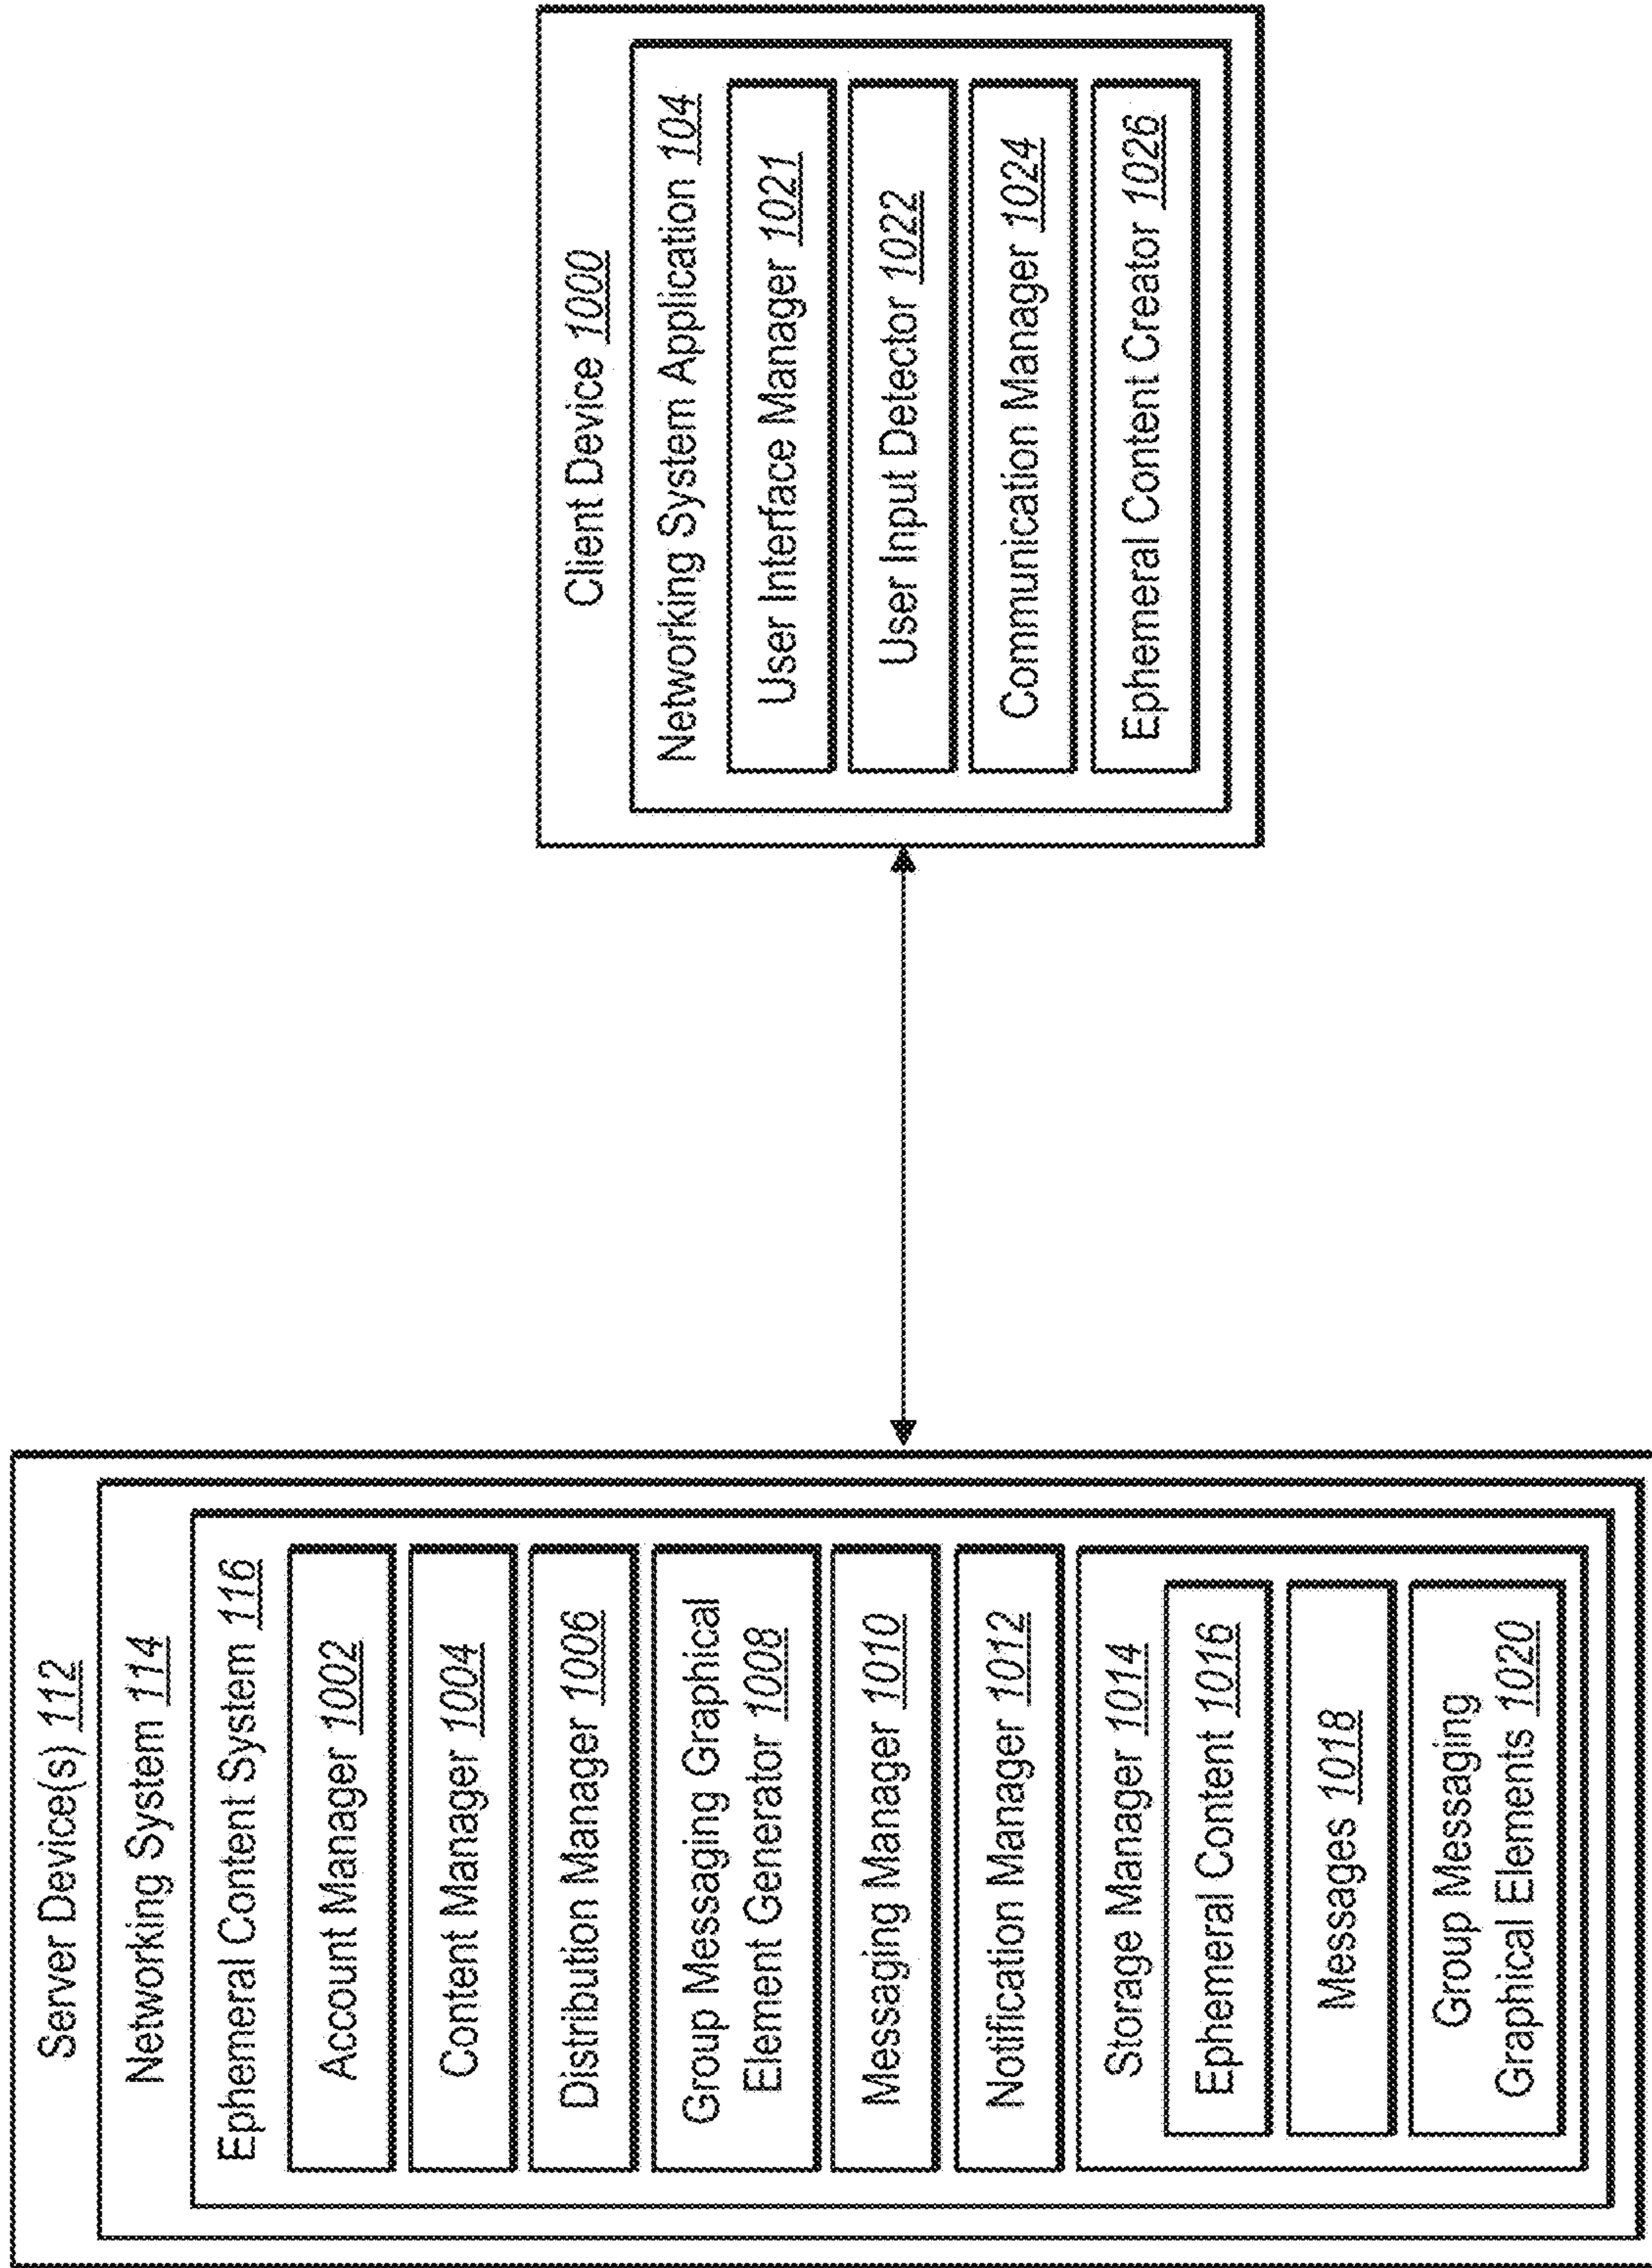 Server Device(s) 112
Networking System 114
Ephemeral Content System 116
Account Manager 1002
Content Manager 1004
Distribution Manager 1006
Group Messaging Graphical
Element Generator 1008
Messaging Manager 1010
Notification Manager 1012
Storage Manager 1014
Ephemeral Content 1016
Messages 1018
Group Messaging
Graphical Elements 1020
Client Device 1000
Networking System Application 104
User Interface Manager 1021
User Input Detector 1022
Communication Manager 1024
Ephemeral Content Creator 1026